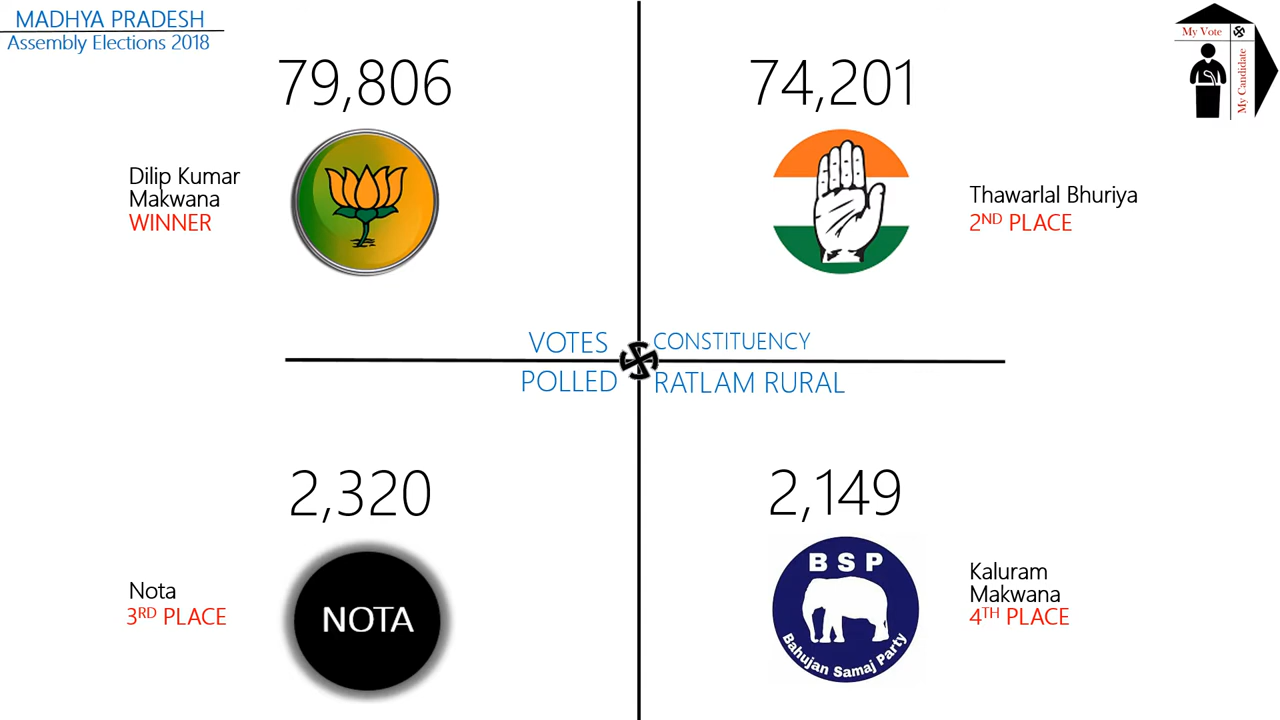 MADHYA PRADESH
Assembly Elections 2018
My Vote
My Candidate
79,806
Dilip Kumar
Makwana
WINNER
74,201
Thawarlal Bhuriya
2ND PLACE
VOTES
POLLED
CONSTITUENCY
RATLAM RURAL
2,320
Nota
3RD PLACE
NOTA
2,149
BSP
Bahujan Samaj Party
Kaluram
Makwana
4TH PLACE